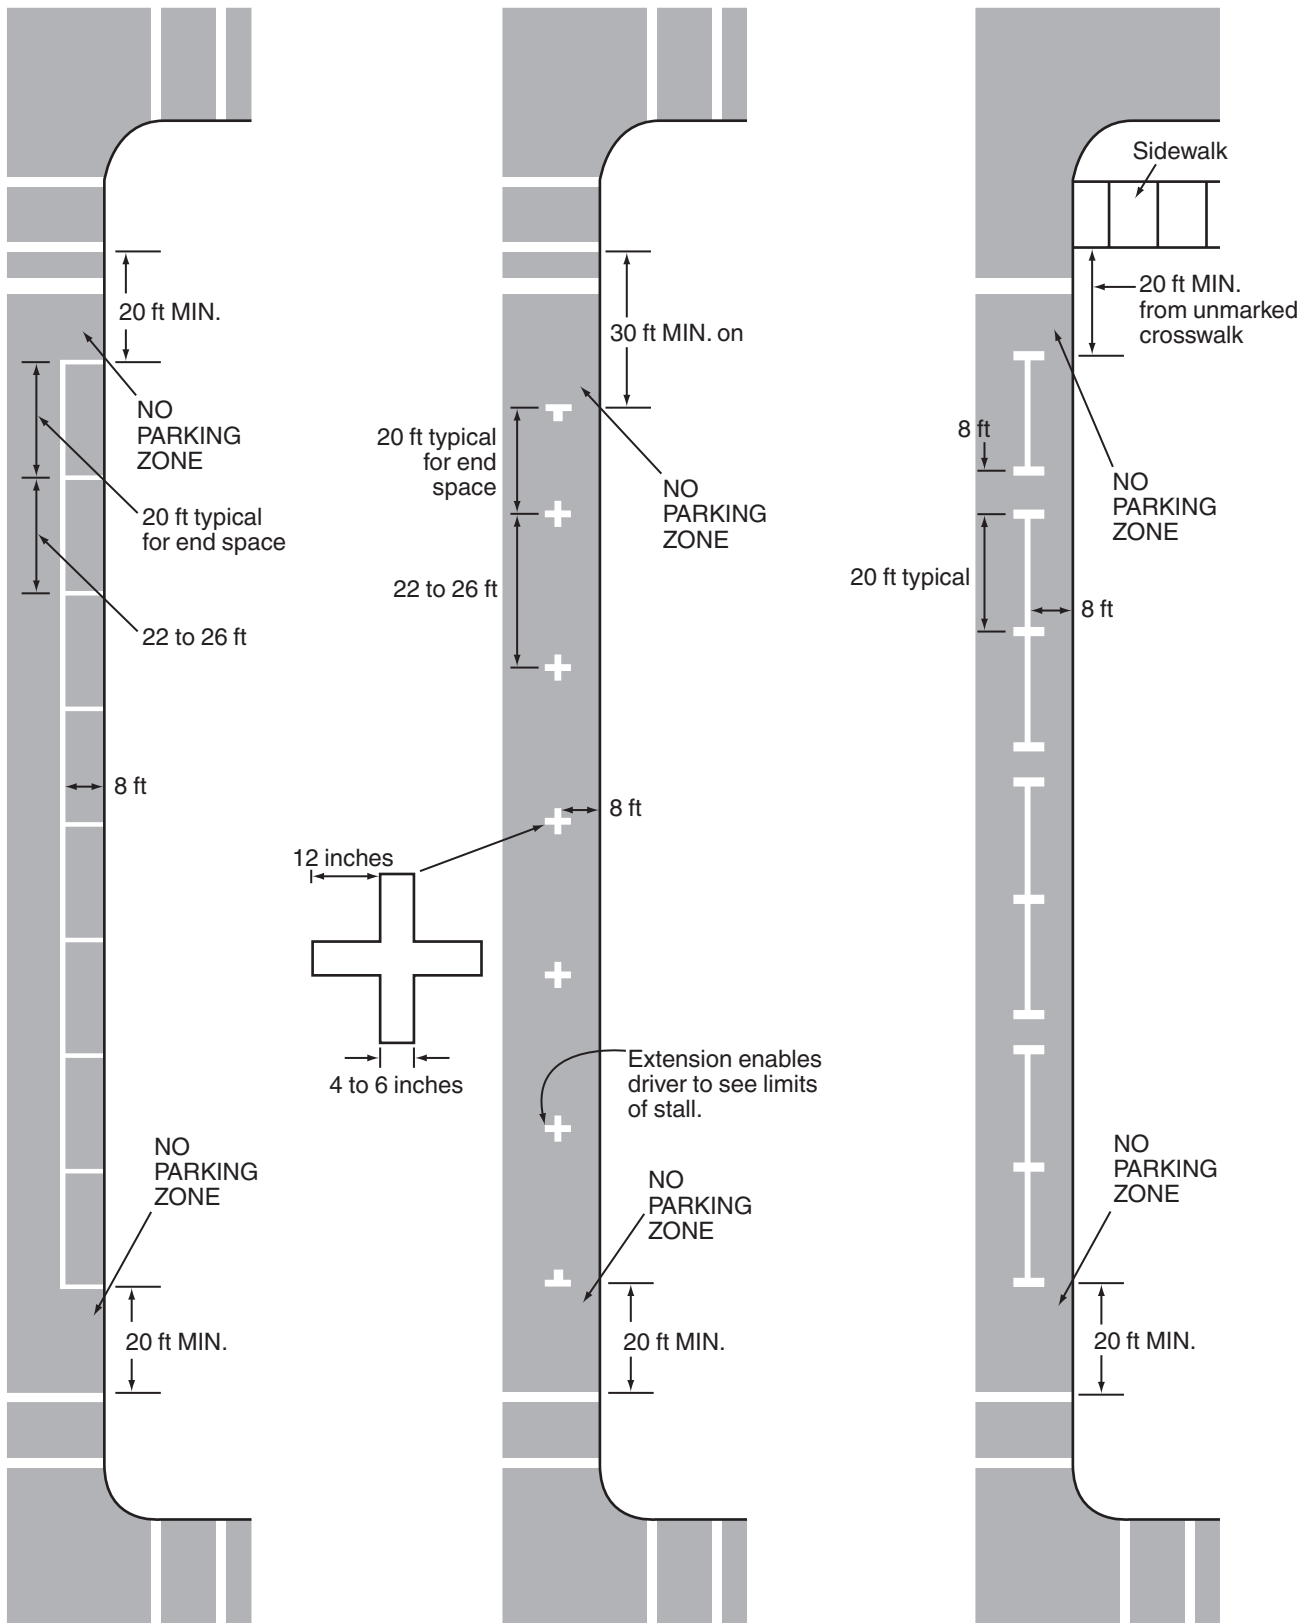 20 ft MIN.
NO
PARKING
ZONE
20 ft typical
for end space
22 to 26 ft
8 ft
NO
PARKING
ZONE
20 ft MIN.
30 ft MIN. on
20 ft typical
for end
space
NO
PARKING
ZONE
22 to 26 ft
8 ft
12 inches
4 to 6 inches
Extension enables
driver to see limits
of stall.
NO
PARKING
ZONE
20 ft MIN.
Sidewalk
20 ft MIN.
from unmarked
crosswalk
8 ft
NO
PARKING
ZONE
20 ft typical
8 ft
NO
PARKING
ZONE
20 ft MIN.